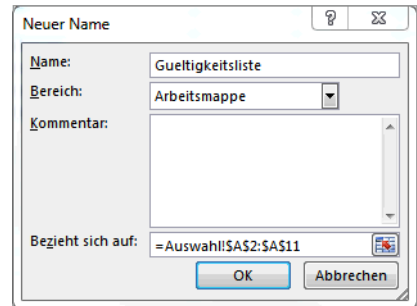 Neuer Name
Name: Gueltigkeitsliste
Bereich: Arbeitsmappe
Kommentar:
Bezieht sich auf: =Auswahl!$A$2:$A$11
OK Abbrechen